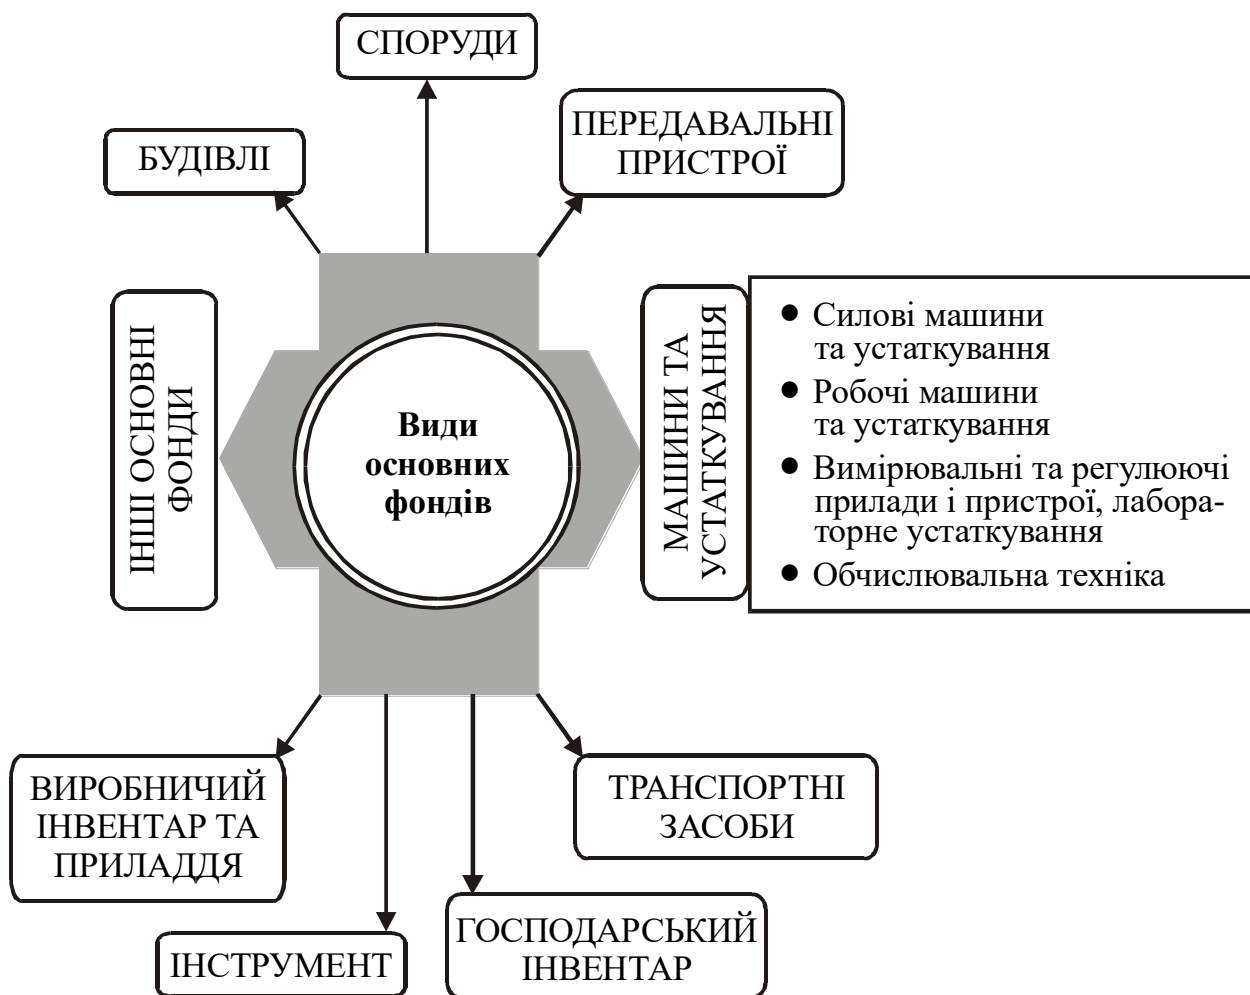 СПОРУДИ
ПЕРЕДАВАЛЬНІ
ПРИСТРОЇ
БУДІВЛІ
ІНШІ ОСНОВНІ
ФОНДИ
Види
основних
фондів
МАШИНИ ТА
УСТАТКУВАННЯ
● Силові машини
та устаткування
● Робочі машини
та устаткування
● Вимірювальні та регулюючі
прилади і пристрої, лабора-
торне устаткування
● Обчислювальна техніка
ВИРОБНИЧИЙ
ІНВЕНТАР ТА
ПРИЛАДДЯ
ТРАНСПОРТНІ
ЗАСОБИ
ІНСТРУМЕНТ
ГОСПОДАРСЬКИЙ
ІНВЕНТАР